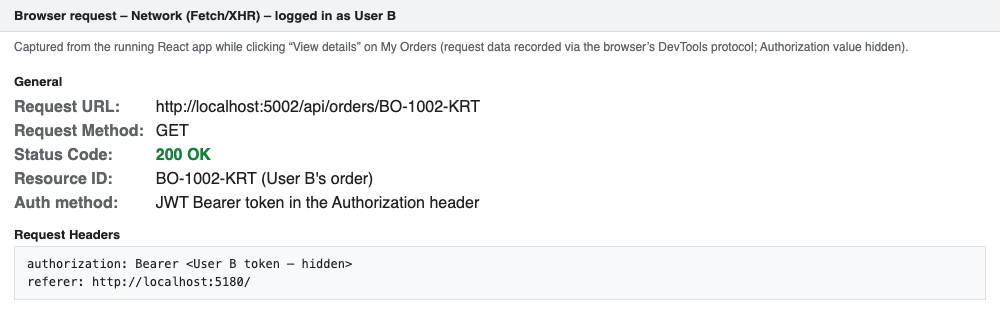 Browser request – Network (Fetch/XHR) – logged in as User B
Captured from the running React app while clicking “View details” on My Orders (request data recorded via the browser’s DevTools protocol; Authorization value hidden).
General
Request URL: http://localhost:5002/api/orders/BO-1002-KRT
Request Method: GET
Status Code: 200 OK
Resource ID: BO-1002-KRT (User B's order)
Auth method: JWT Bearer token in the Authorization header
Request Headers
authorization: Bearer <User B token — hidden>
referer: http://localhost:5180/